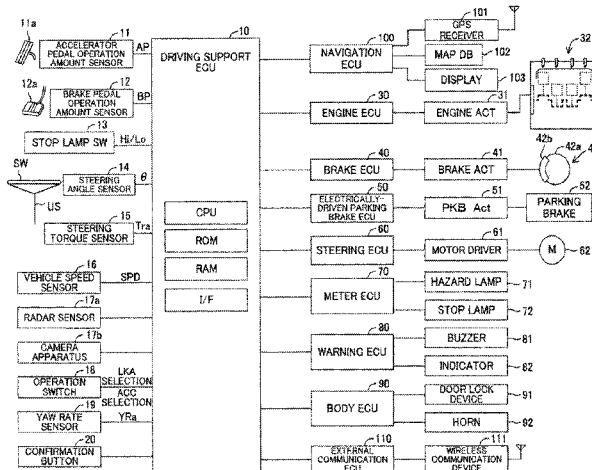 11a
11
ACCELERATOR
PEDAL OPERATION
AMOUNT SENSOR
AP
12a
12
BRAKE PEDAL
OPERATION
AMOUNT SENSOR
BP
13
STOP LAMP SW
Hi/Lo
SW
14
STEERING
ANGLE SENSOR
θ
US
15
STEERING
TORQUE SENSOR
Tra
16
VEHICLE SPEED
SENSOR
SPD
17a
RADAR SENSOR
17b
CAMERA
APPARATUS
18
OPERATION
SWITCH
LKA
SELECTION
ACC
SELECTION
19
YAW RATE
SENSOR
YRa
20
CONFIRMATION
BUTTON
10
DRIVING SUPPORT
ECU
CPU
ROM
RAM
I/F
100
NAVIGATION
ECU
101
GPS
RECEIVER
MAP DB
102
DISPLAY
103
30
ENGINE ECU
31
ENGINE ACT
32
40
BRAKE ECU
41
BRAKE ACT
42b
42a
50
ELECTRICALLY-
DRIVEN PARKING
BRAKE ECU
51
PKB Act
52
PARKING
BRAKE
60
STEERING ECU
61
MOTOR DRIVER
M
62
70
METER ECU
HAZARD LAMP
71
STOP LAMP
72
80
WARNING ECU
BUZZER
81
INDICATOR
82
90
BODY ECU
DOOR LOCK
DEVICE
91
HORN
92
110
EXTERNAL
COMMUNICATION
ECU
111
WIRELESS
COMMUNICATION
DEVICE